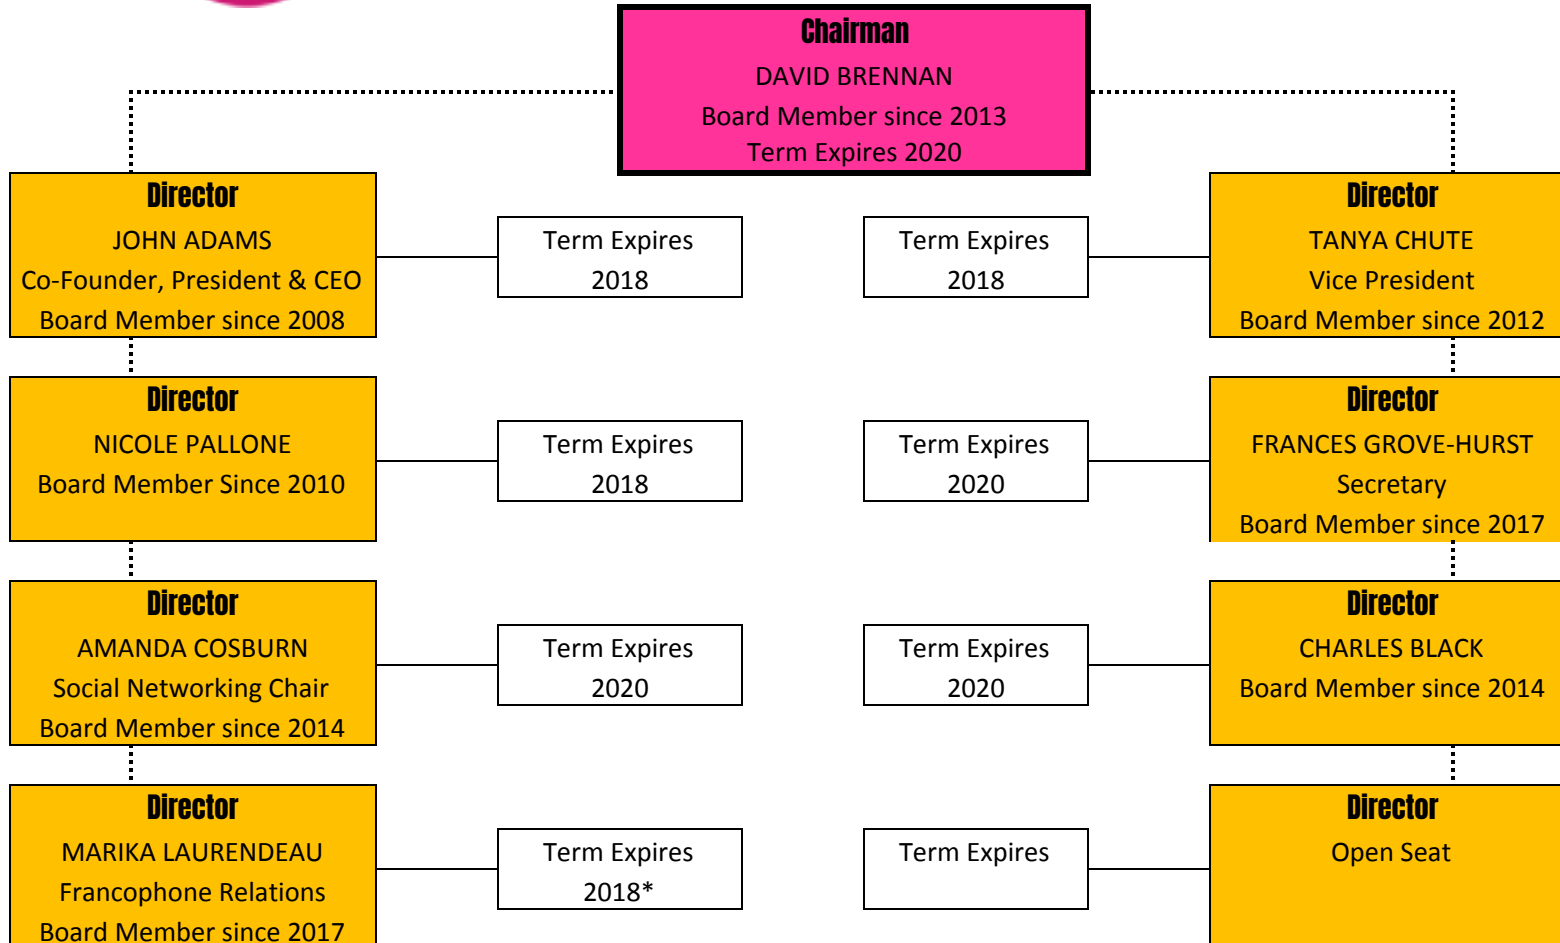 Chairman
DAVID BRENNAN
Board Member since 2013
Term Expires 2020
Director
JOHN ADAMS
Co-Founder, President & CEO
Board Member since 2008
Term Expires
2018
Term Expires
2018
Director
TANYA CHUTE
Vice President
Board Member since 2012
Director
NICOLE PALLONE
Board Member Since 2010
Term Expires
2018
Term Expires
2020
Director
FRANCES GROVE-HURST
Secretary
Board Member since 2017
Director
AMANDA COSBURN
Social Networking Chair
Board Member since 2014
Term Expires
2020
Term Expires
2020
Director
CHARLES BLACK
Board Member since 2014
Director
MARIKA LAURENDEAU
Francophone Relations
Board Member since 2017
Term Expires
2018*
Term Expires
Director
Open Seat